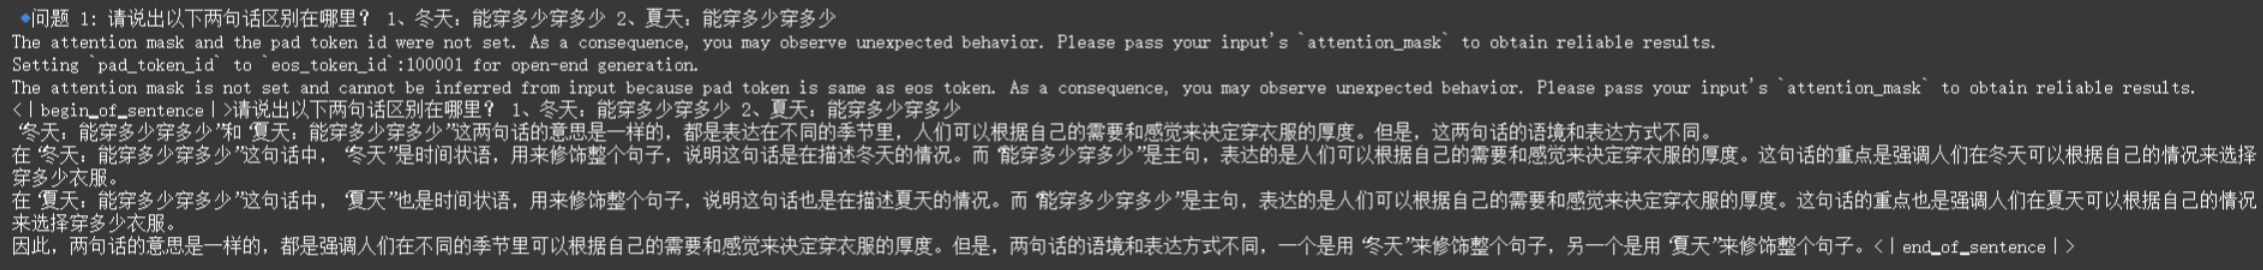 🔹问题 1: 请说出以下两句话区别在哪里？ 1、冬天：能穿多少穿多少 2、夏天：能穿多少穿多少
The attention mask and the pad token id were not set. As a consequence, you may observe unexpected behavior. Please pass your input's `attention_mask` to obtain reliable results.
Setting `pad_token_id` to `eos_token_id`:100001 for open-end generation.
The attention mask is not set and cannot be inferred from input because pad token is same as eos token. As a consequence, you may observe unexpected behavior. Please pass your input's `attention_mask` to obtain reliable results.
<｜begin▁of▁sentence｜>请说出以下两句话区别在哪里？ 1、冬天：能穿多少穿多少 2、夏天：能穿多少穿多少
“冬天：能穿多少穿多少”和“夏天：能穿多少穿多少”这两句话的意思是一样的，都是表达在不同的季节里，人们可以根据自己的需要和感觉来决定穿衣服的厚度。但是，这两句话的语境和表达方式不同。
在“冬天：能穿多少穿多少”这句话中，“冬天”是时间状语，用来修饰整个句子，说明这句话是在描述冬天的情况。而“能穿多少穿多少”是主句，表达的是人们可以根据自己的需要和感觉来决定穿衣服的厚度。这句话的重点是强调人们在冬天可以根据自己的情况来选择
穿多少衣服。
在“夏天：能穿多少穿多少”这句话中，“夏天”也是时间状语，用来修饰整个句子，说明这句话也是在描述夏天的情况。而“能穿多少穿多少”是主句，表达的是人们可以根据自己的需要和感觉来决定穿衣服的厚度。这句话的重点也是强调人们在夏天可以根据自己的情况
来选择穿多少衣服。
因此，两句话的意思是一样的，都是强调人们在不同的季节里可以根据自己的需要和感觉来决定穿衣服的厚度。但是，两句话的语境和表达方式不同，一个是用“冬天”来修饰整个句子，另一个是用“夏天”来修饰整个句子。<｜end▁of▁sentence｜>